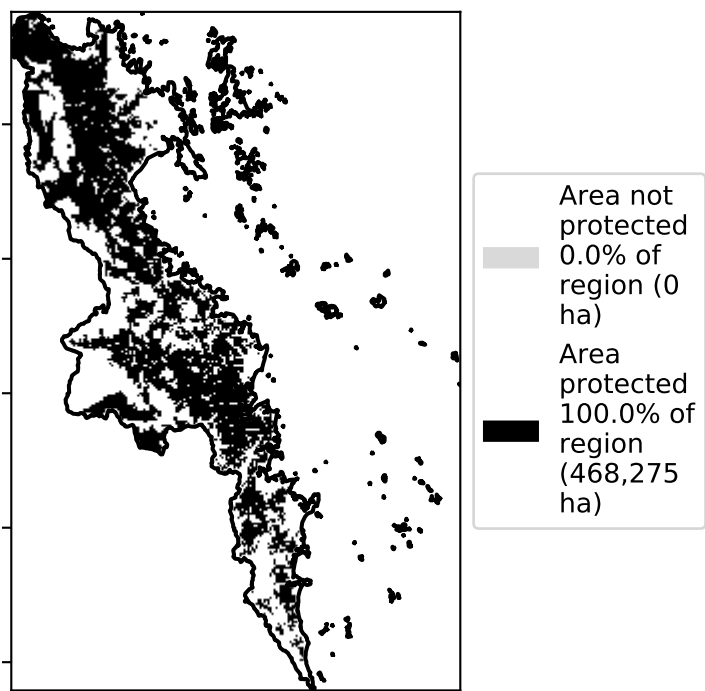 Area not
protected
0.0% of
region (0
ha)
Area
protected
100.0% of
region
(468,275
ha)